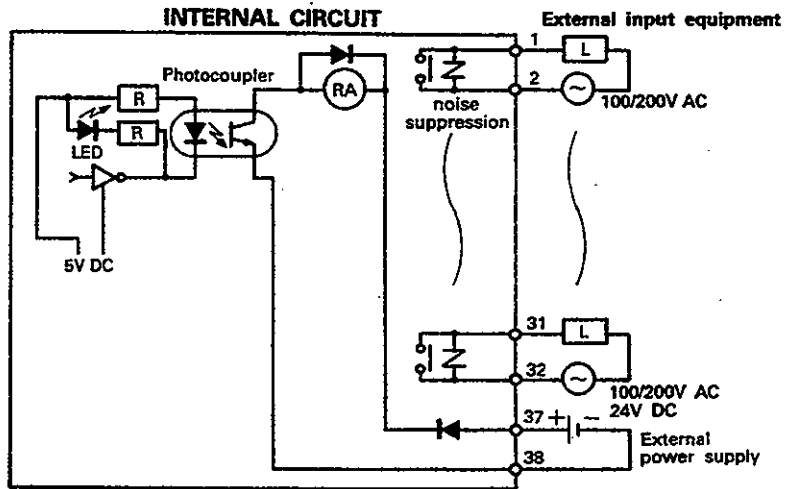 INTERNAL CIRCUIT
External input equipment
Photocoupler
RA
R
R
LED
5V DC
noise
suppression
1
L
2
100/200V AC
31
L
32
100/200V AC
24V DC
37 + −
External
power supply
38